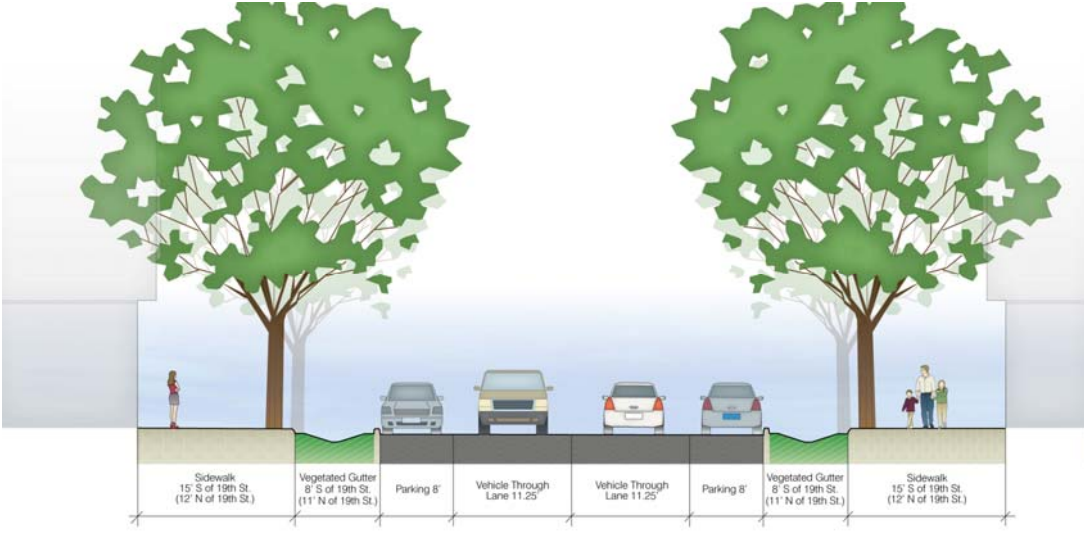 Sidewalk
15' S of 19th St.
(12' N of 19th St.)
Vegetated Gutter
8' S of 19th St.
(11' N of 19th St.)
Parking 8'
Vehicle Through
Lane 11.25'
Vehicle Through
Lane 11.25'
Parking 8'
Vegetated Gutter
8' S of 19th St.
(11' N of 19th St.)
Sidewalk
15' S of 19th St.
(12' N of 19th St.)